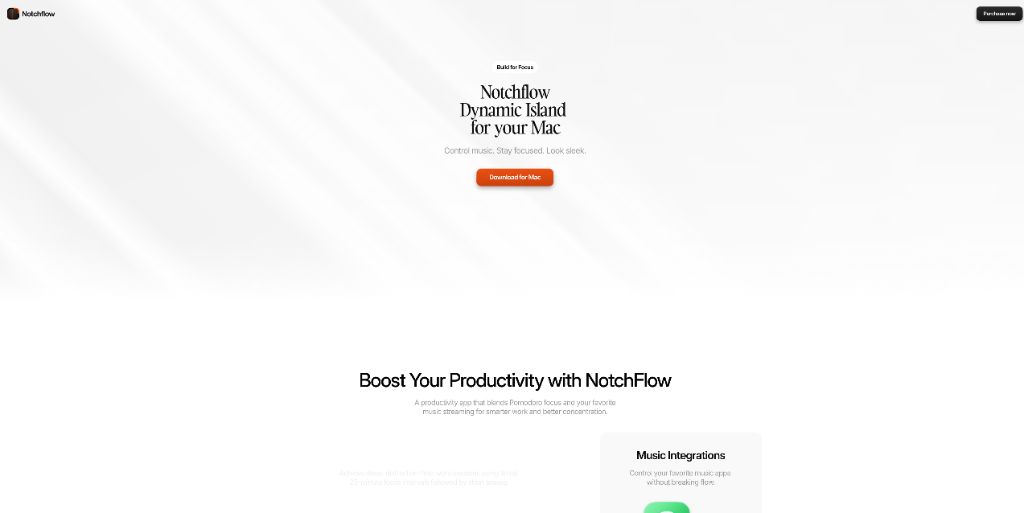 Notchflow
Purchase now
Build for Focus
Notchflow
Dynamic Island
for your Mac
Control music. Stay focused. Look sleek.
Download for Mac
Boost Your Productivity with NotchFlow
A productivity app that blends Pomodoro focus and your favorite
music streaming for smarter work and better concentration.
Music Integrations
Control your favorite music apps
without breaking flow.
25-minute focus intervals followed by short breaks.